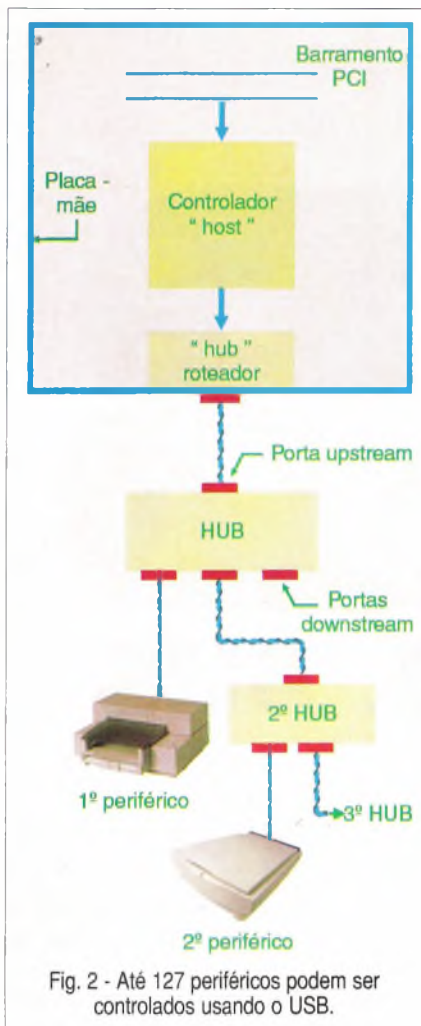 Barramento
PCI
Placa -
mãe
Controlador
" host "
" hub "
roteador
Porta upstream
HUB
Portas
downstream
2º HUB
1º periférico
3º HUB
2º periférico
Fig. 2 - Até 127 periféricos podem ser
controlados usando o USB.